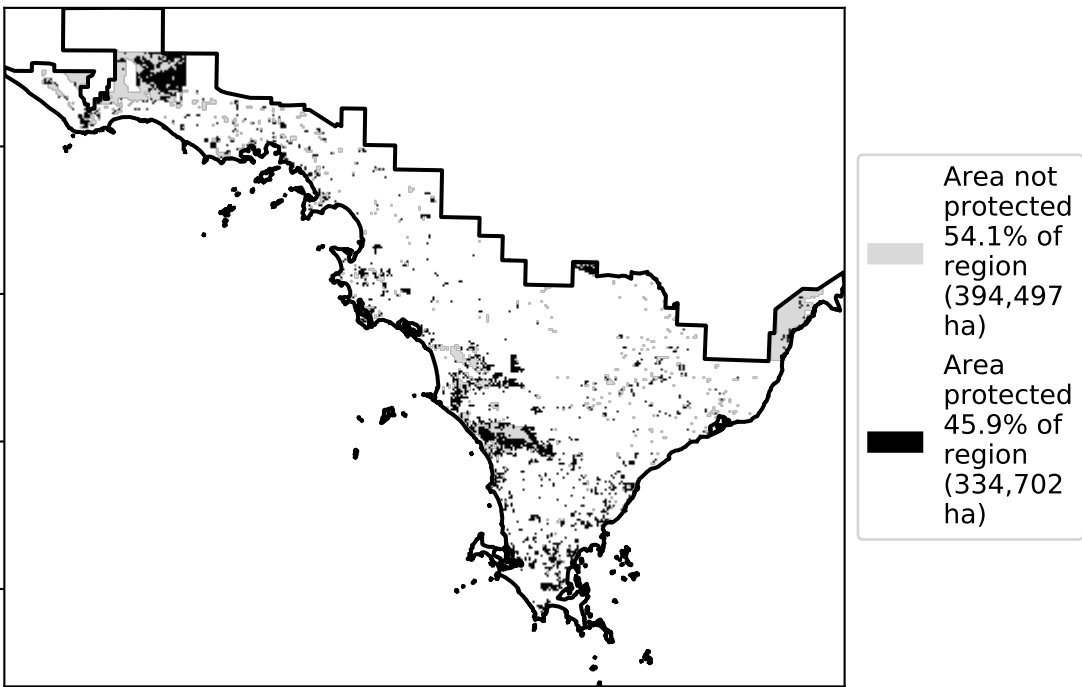 Area not
protected
54.1% of
region
(394,497
ha)
Area
protected
45.9% of
region
(334,702
ha)